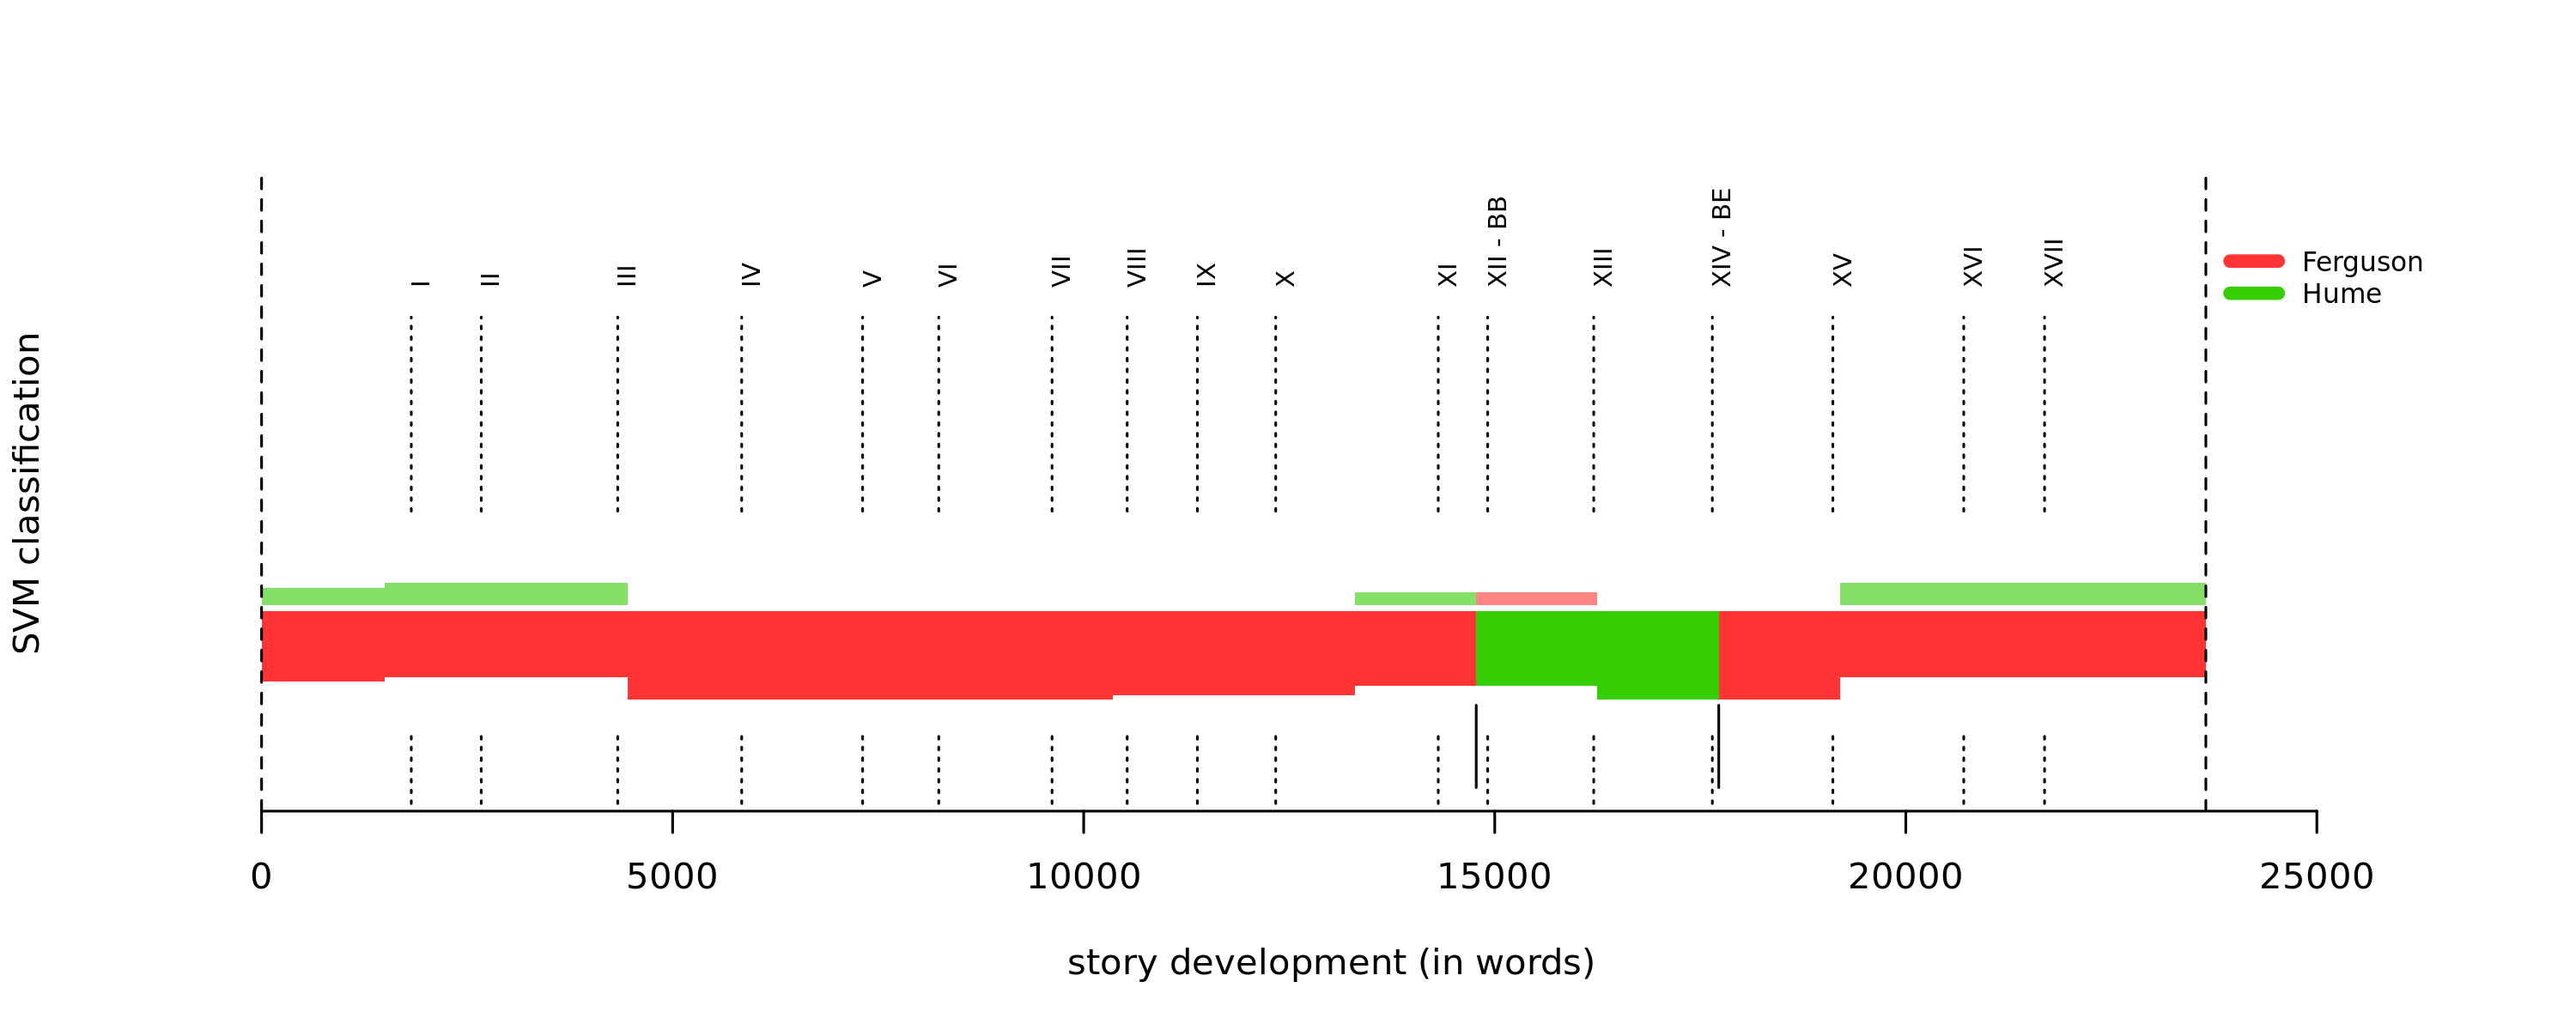 SVM classification
I
II
III
IV
V
VI
VII
VIII
IX
X
XI
XII - BB
XIII
XIV - BE
XV
XVI
XVII
Ferguson
Hume
0
5000
10000
15000
20000
25000
story development (in words)